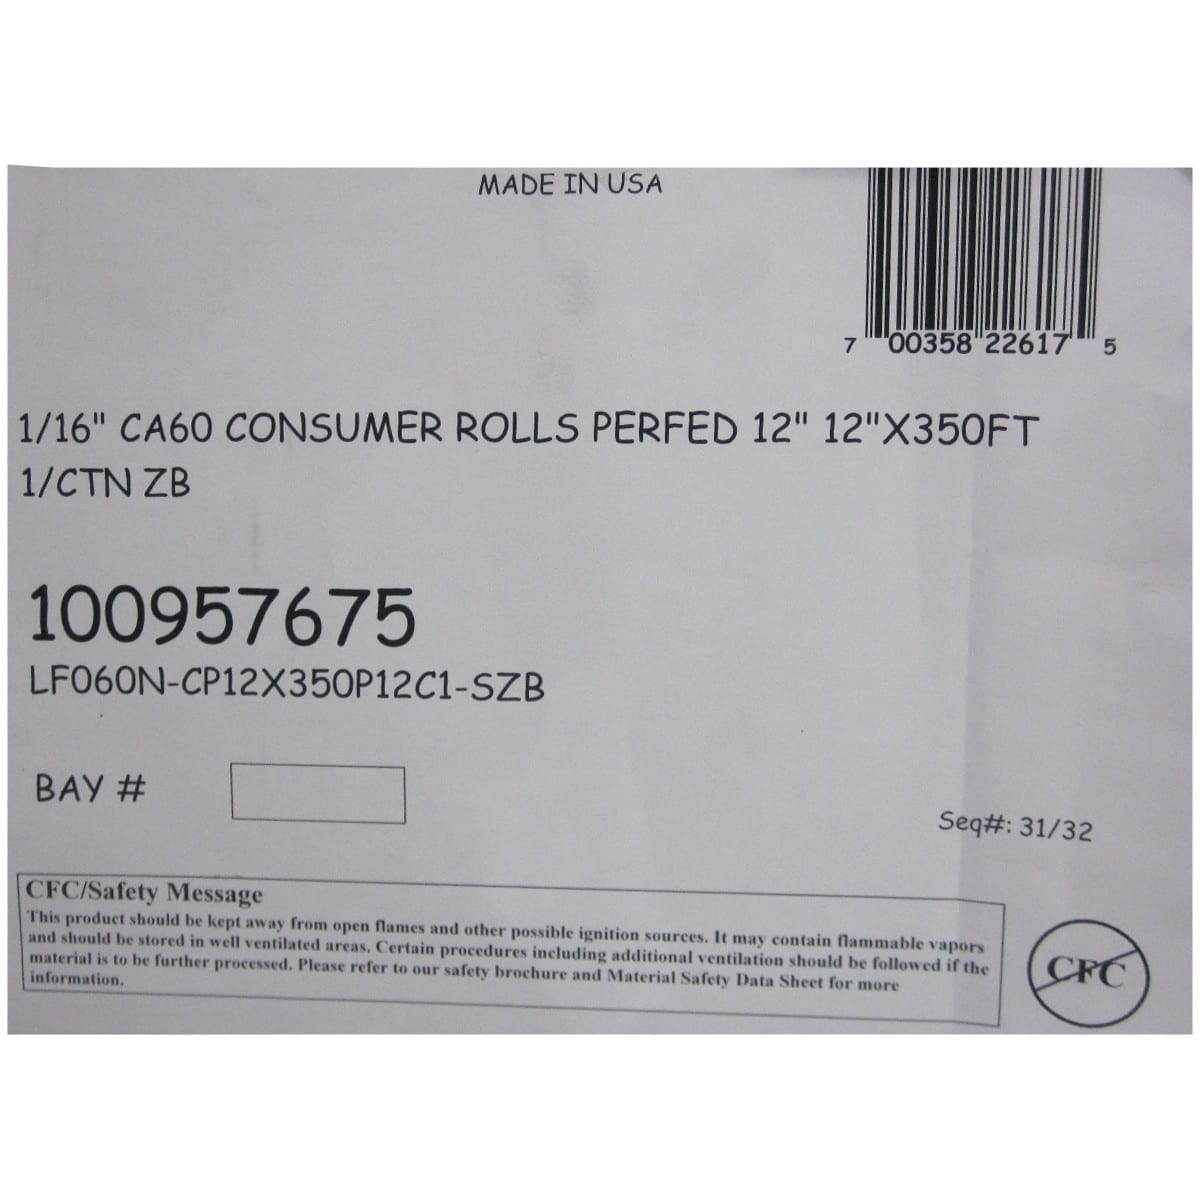 MADE IN USA
7 00358 22617 5
1/16" CA60 CONSUMER ROLLS PERFED 12" 12"X350FT
1/CTN ZB
100957675
LF060N-CP12X350P12C1-SZB
BAY #
Seq#: 31/32
CFC/Safety Message
This product should be kept away from open flames and other possible ignition sources. It may contain flammable vapors
and should be stored in well ventilated areas. Certain procedures including additional ventilation should be followed if the
material is to be further processed. Please refer to our safety brochure and Material Safety Data Sheet for more
information.
CFC